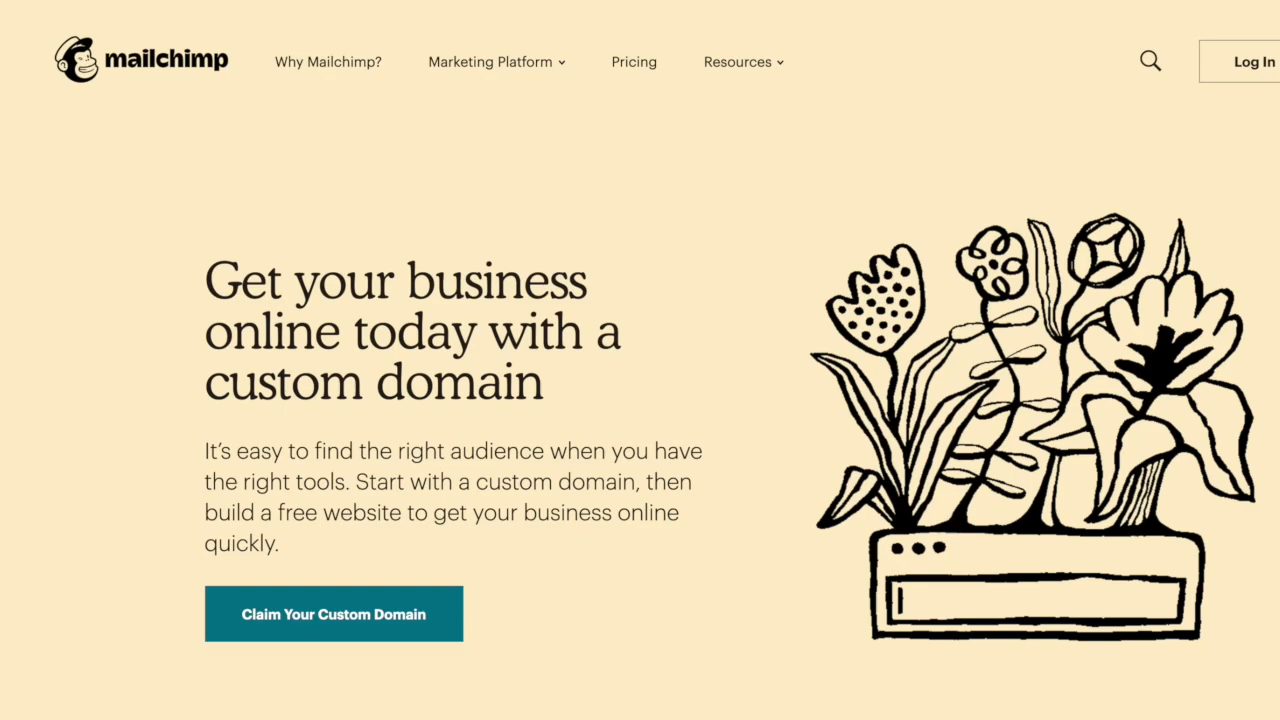 mailchimp
Why Mailchimp?
Marketing Platform
Pricing
Resources
Log In
Get your business
online today with a
custom domain
It’s easy to find the right audience when you have
the right tools. Start with a custom domain, then
build a free website to get your business online
quickly.
Claim Your Custom Domain